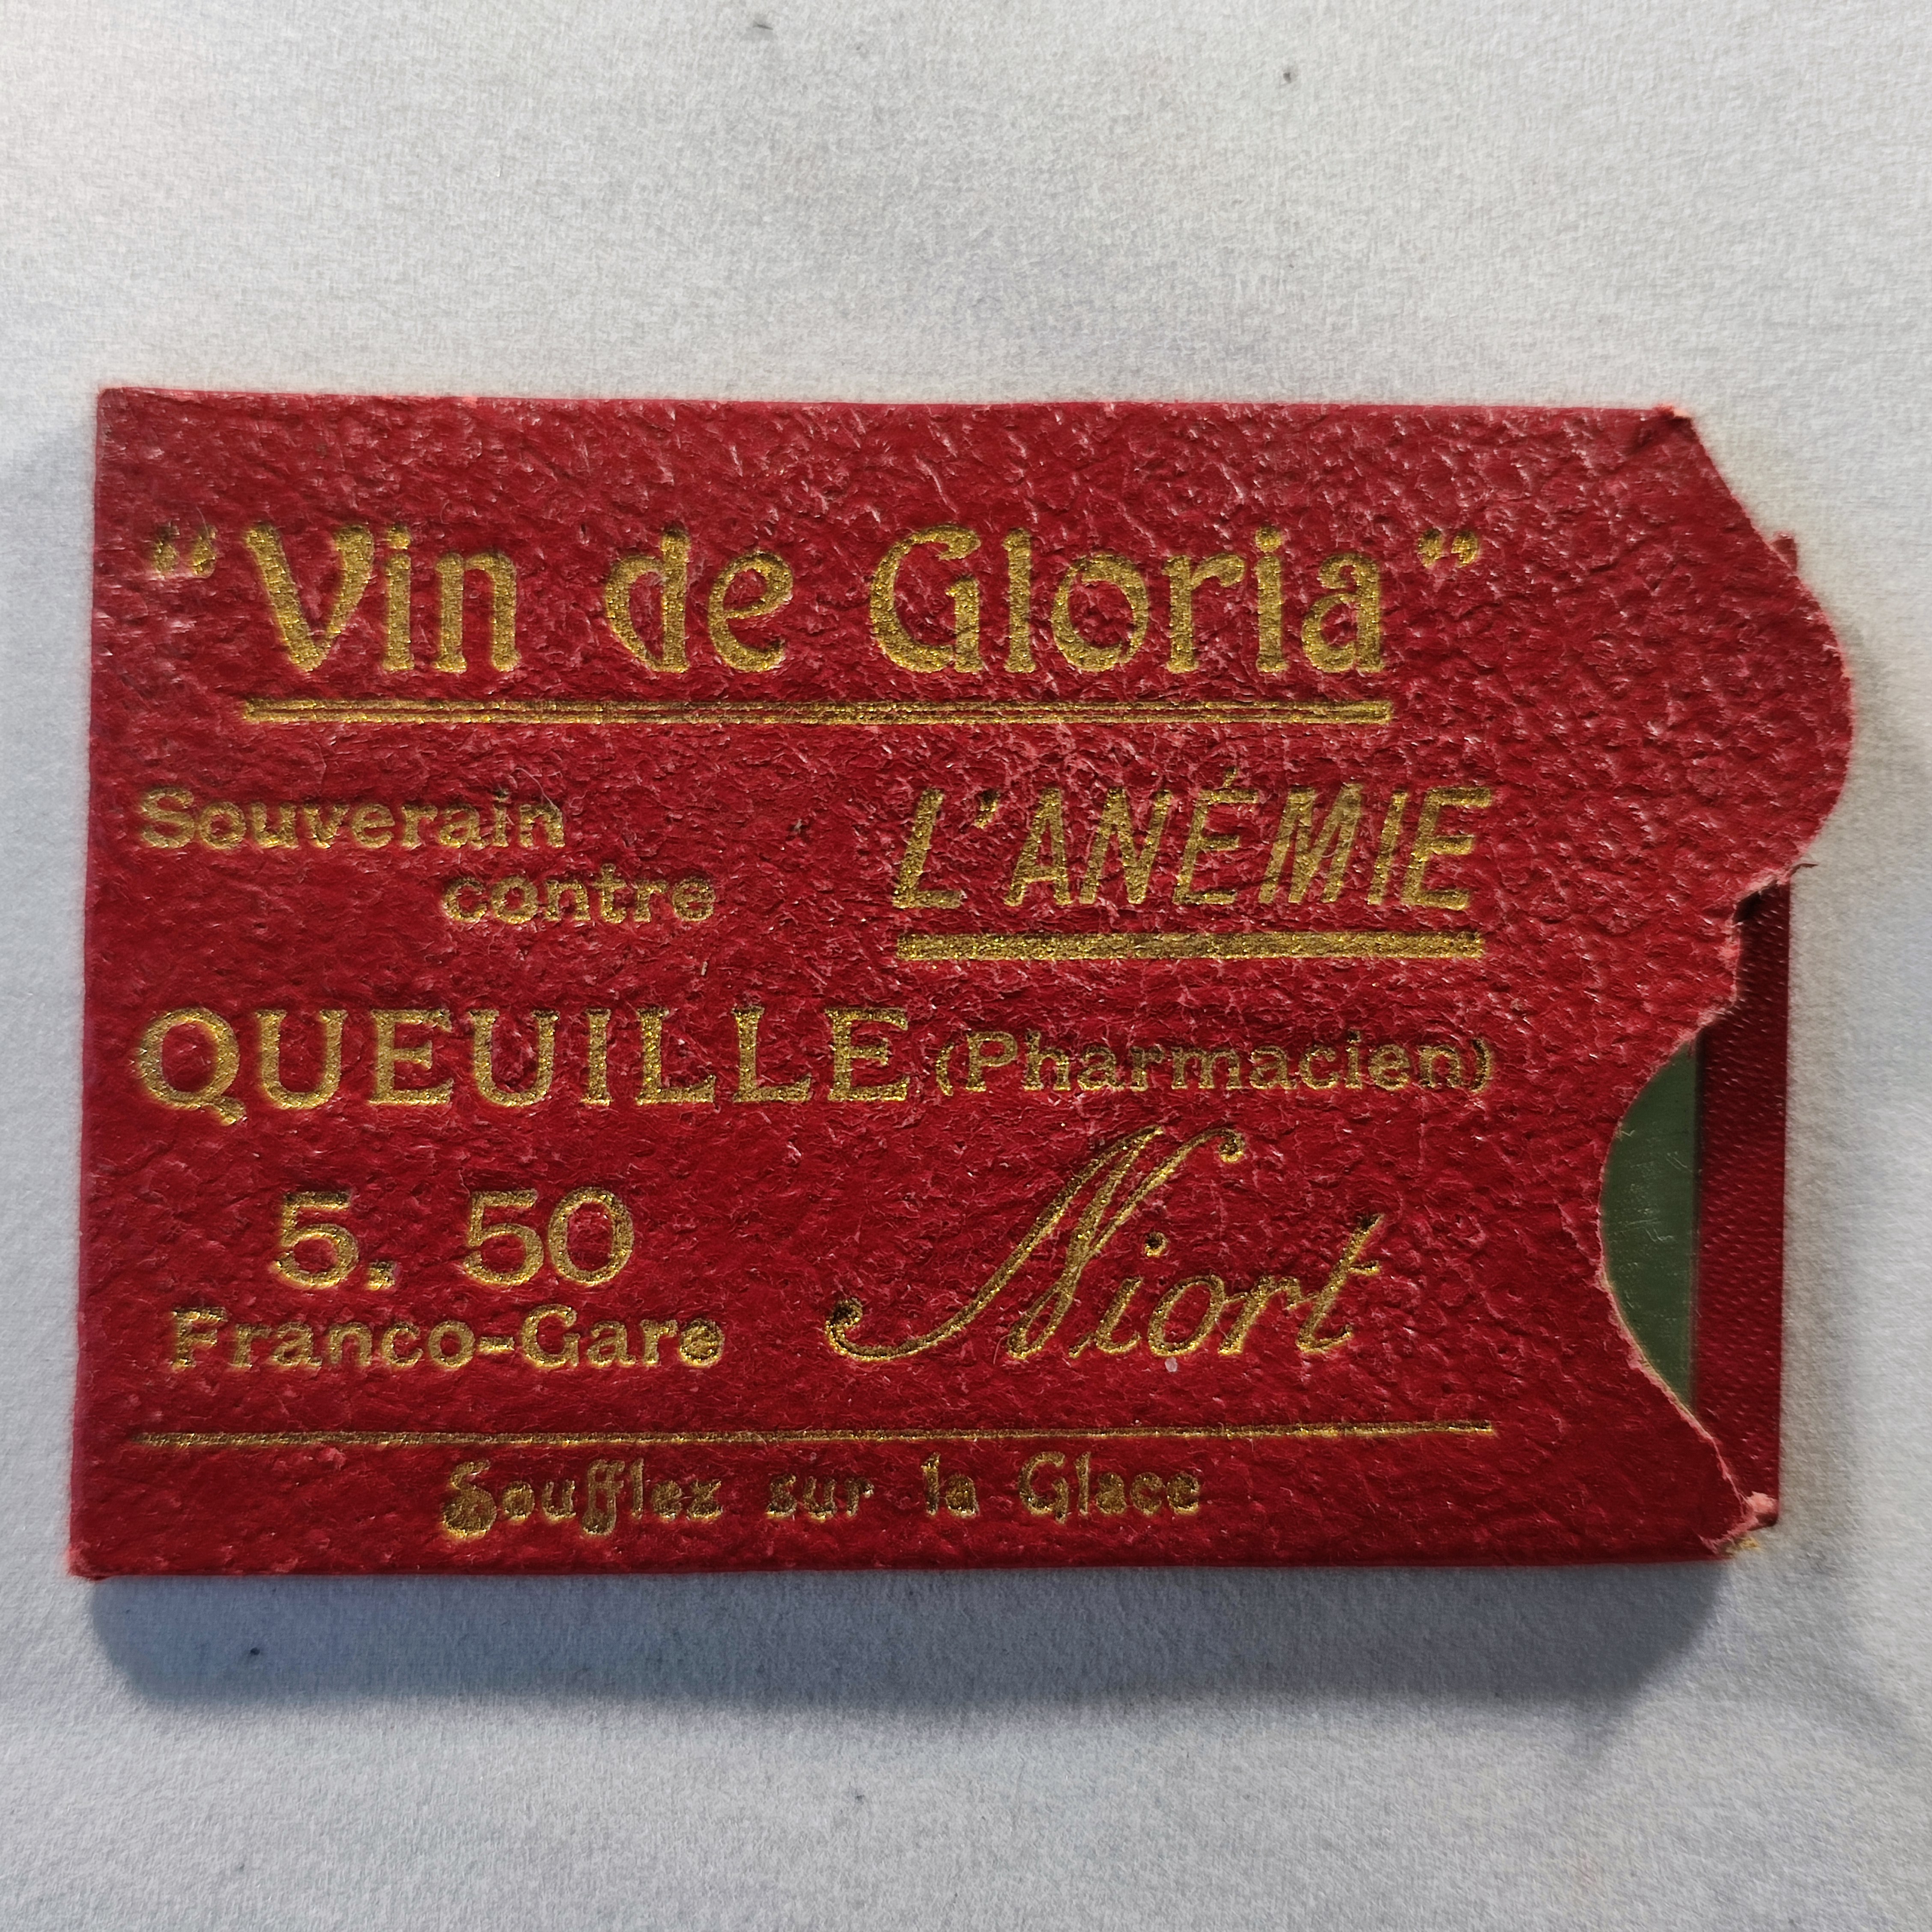 “Vin de Gloria”
Souverain
contre
L'ANÉMIE
QUEUILLE (Pharmacien)
5. 50
Franco-Gare
Niort
Soufflez sur la Glace